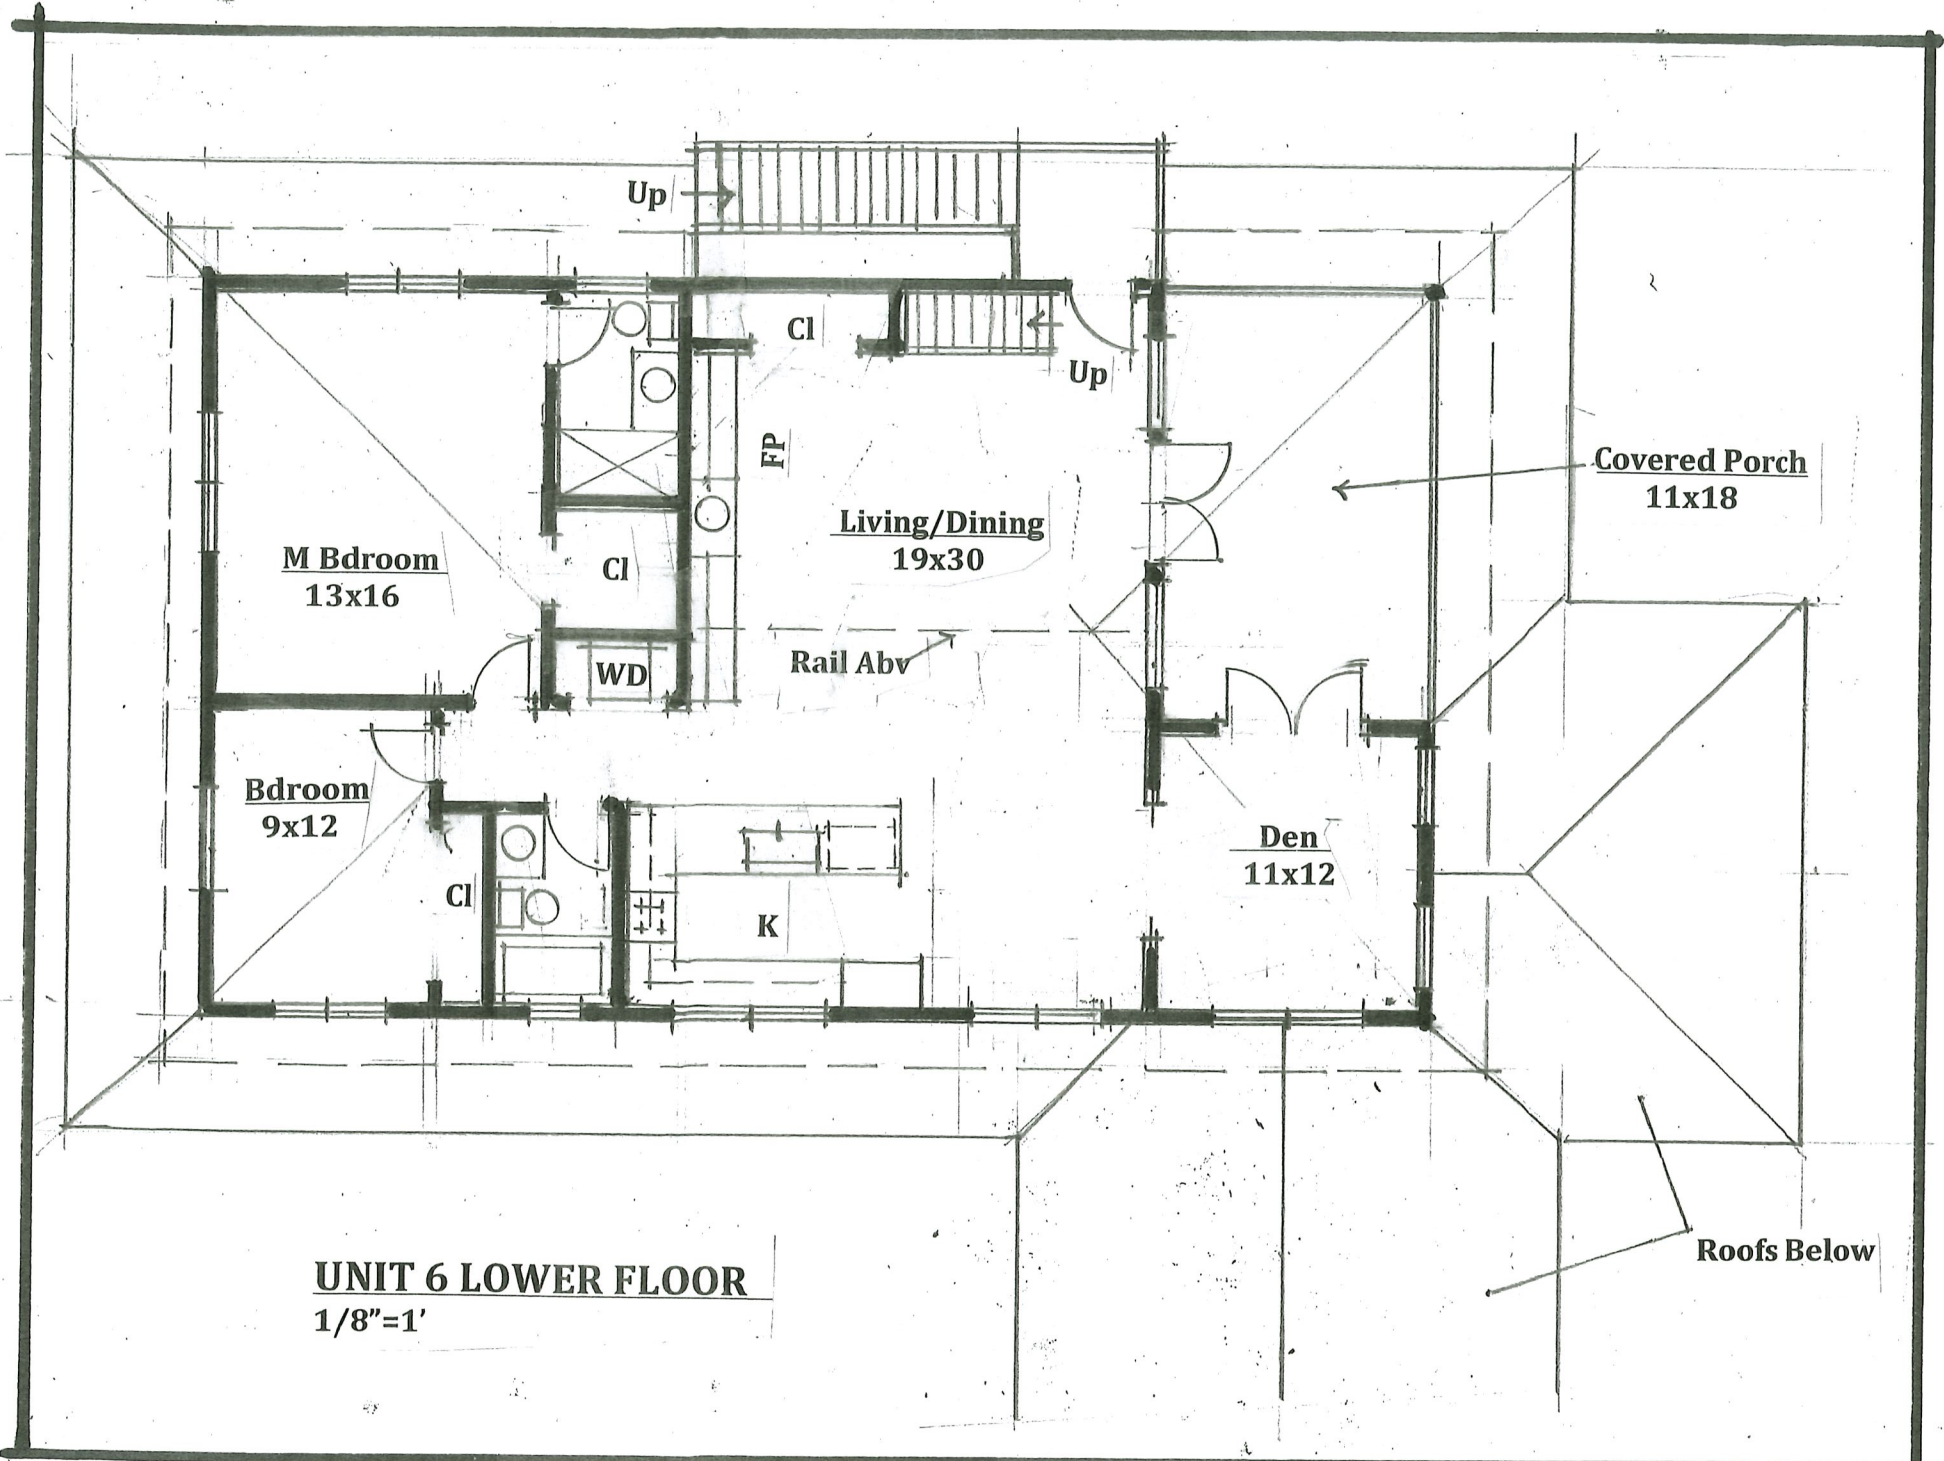 Up
Cl
Up
FP
Covered Porch
11x18
Living/Dining
19x30
M Bdroom
13x16
Cl
Rail Abv
WD
Bdroom
9x12
Den
11x12
Cl
K
Roofs Below
UNIT 6 LOWER FLOOR
1/8"=1'